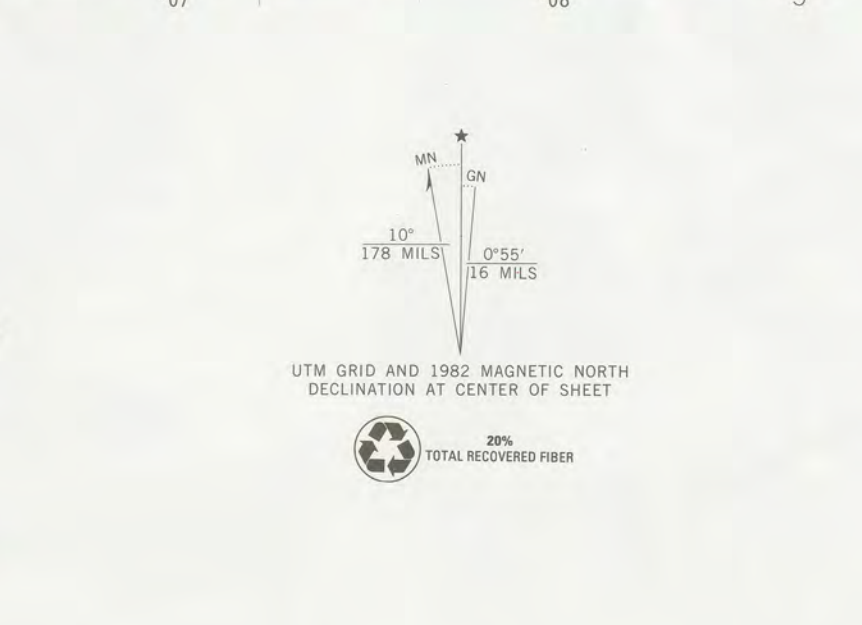 MN
GN
10°
178 MILS
0°55'
16 MILS
UTM GRID AND 1982 MAGNETIC NORTH
DECLINATION AT CENTER OF SHEET
20%
TOTAL RECOVERED FIBER